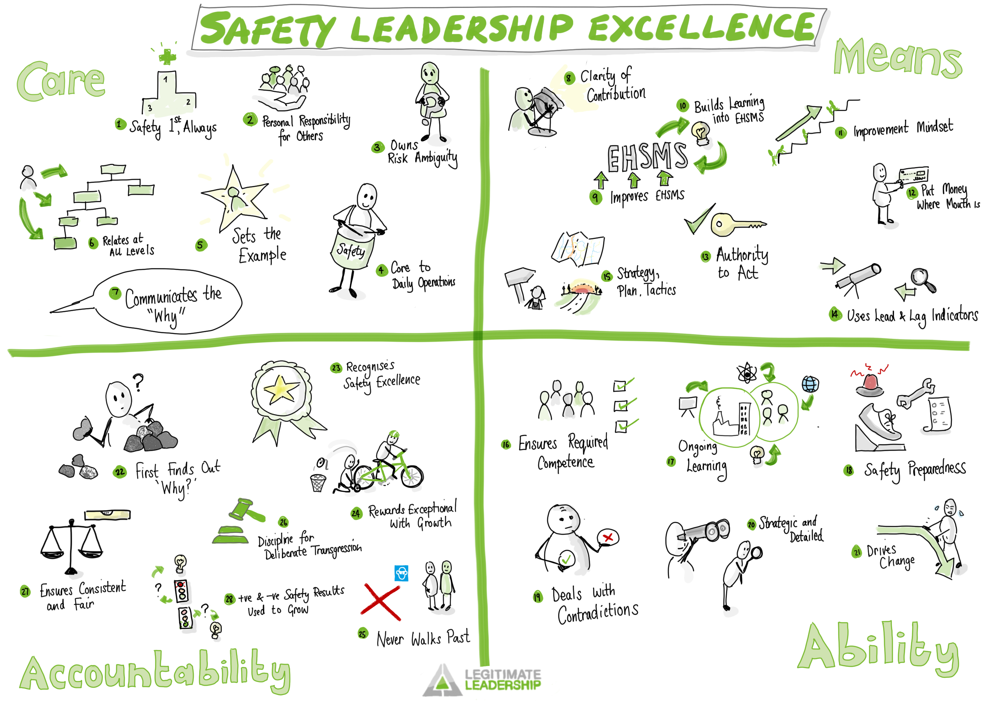 SAFETY LEADERSHIP EXCELLENCE
Care
1
2
3
1 Safety 1st, Always
2 Personal Responsibility
for Others
3 Owns
Risk Ambiguity
Safety
4 Core to
Daily Operations
5 Sets the
Example
6 Relates at
All Levels
7 Communicates the
"Why"
Means
8 Clarity of
Contribution
EHSMS
9 Improves EHSMS
10 Builds Learning
into EHSMS
11 Improvement Mindset
12 Put Money
Where Mouth Is
13 Authority
to Act
14 Uses Lead & Lag Indicators
15 Strategy,
Plan, Tactics
16 Ensures Required
Competence
17 Ongoing
Learning
18 Safety Preparedness
19 Deals with
Contradictions
20 Strategic and
Detailed
21 Drives
Change
Ability
?
22 First Finds Out
'Why?'
23 Recognises
Safety Excellence
24 Rewards Exceptional
With Growth
25 Never Walks Past
26
Discipline for
Deliberate Transgression
27 Ensures Consistent
and Fair
?
?
28 +ve & -ve Safety Results
Used to Grow
Accountability
LEGITIMATE
LEADERSHIP